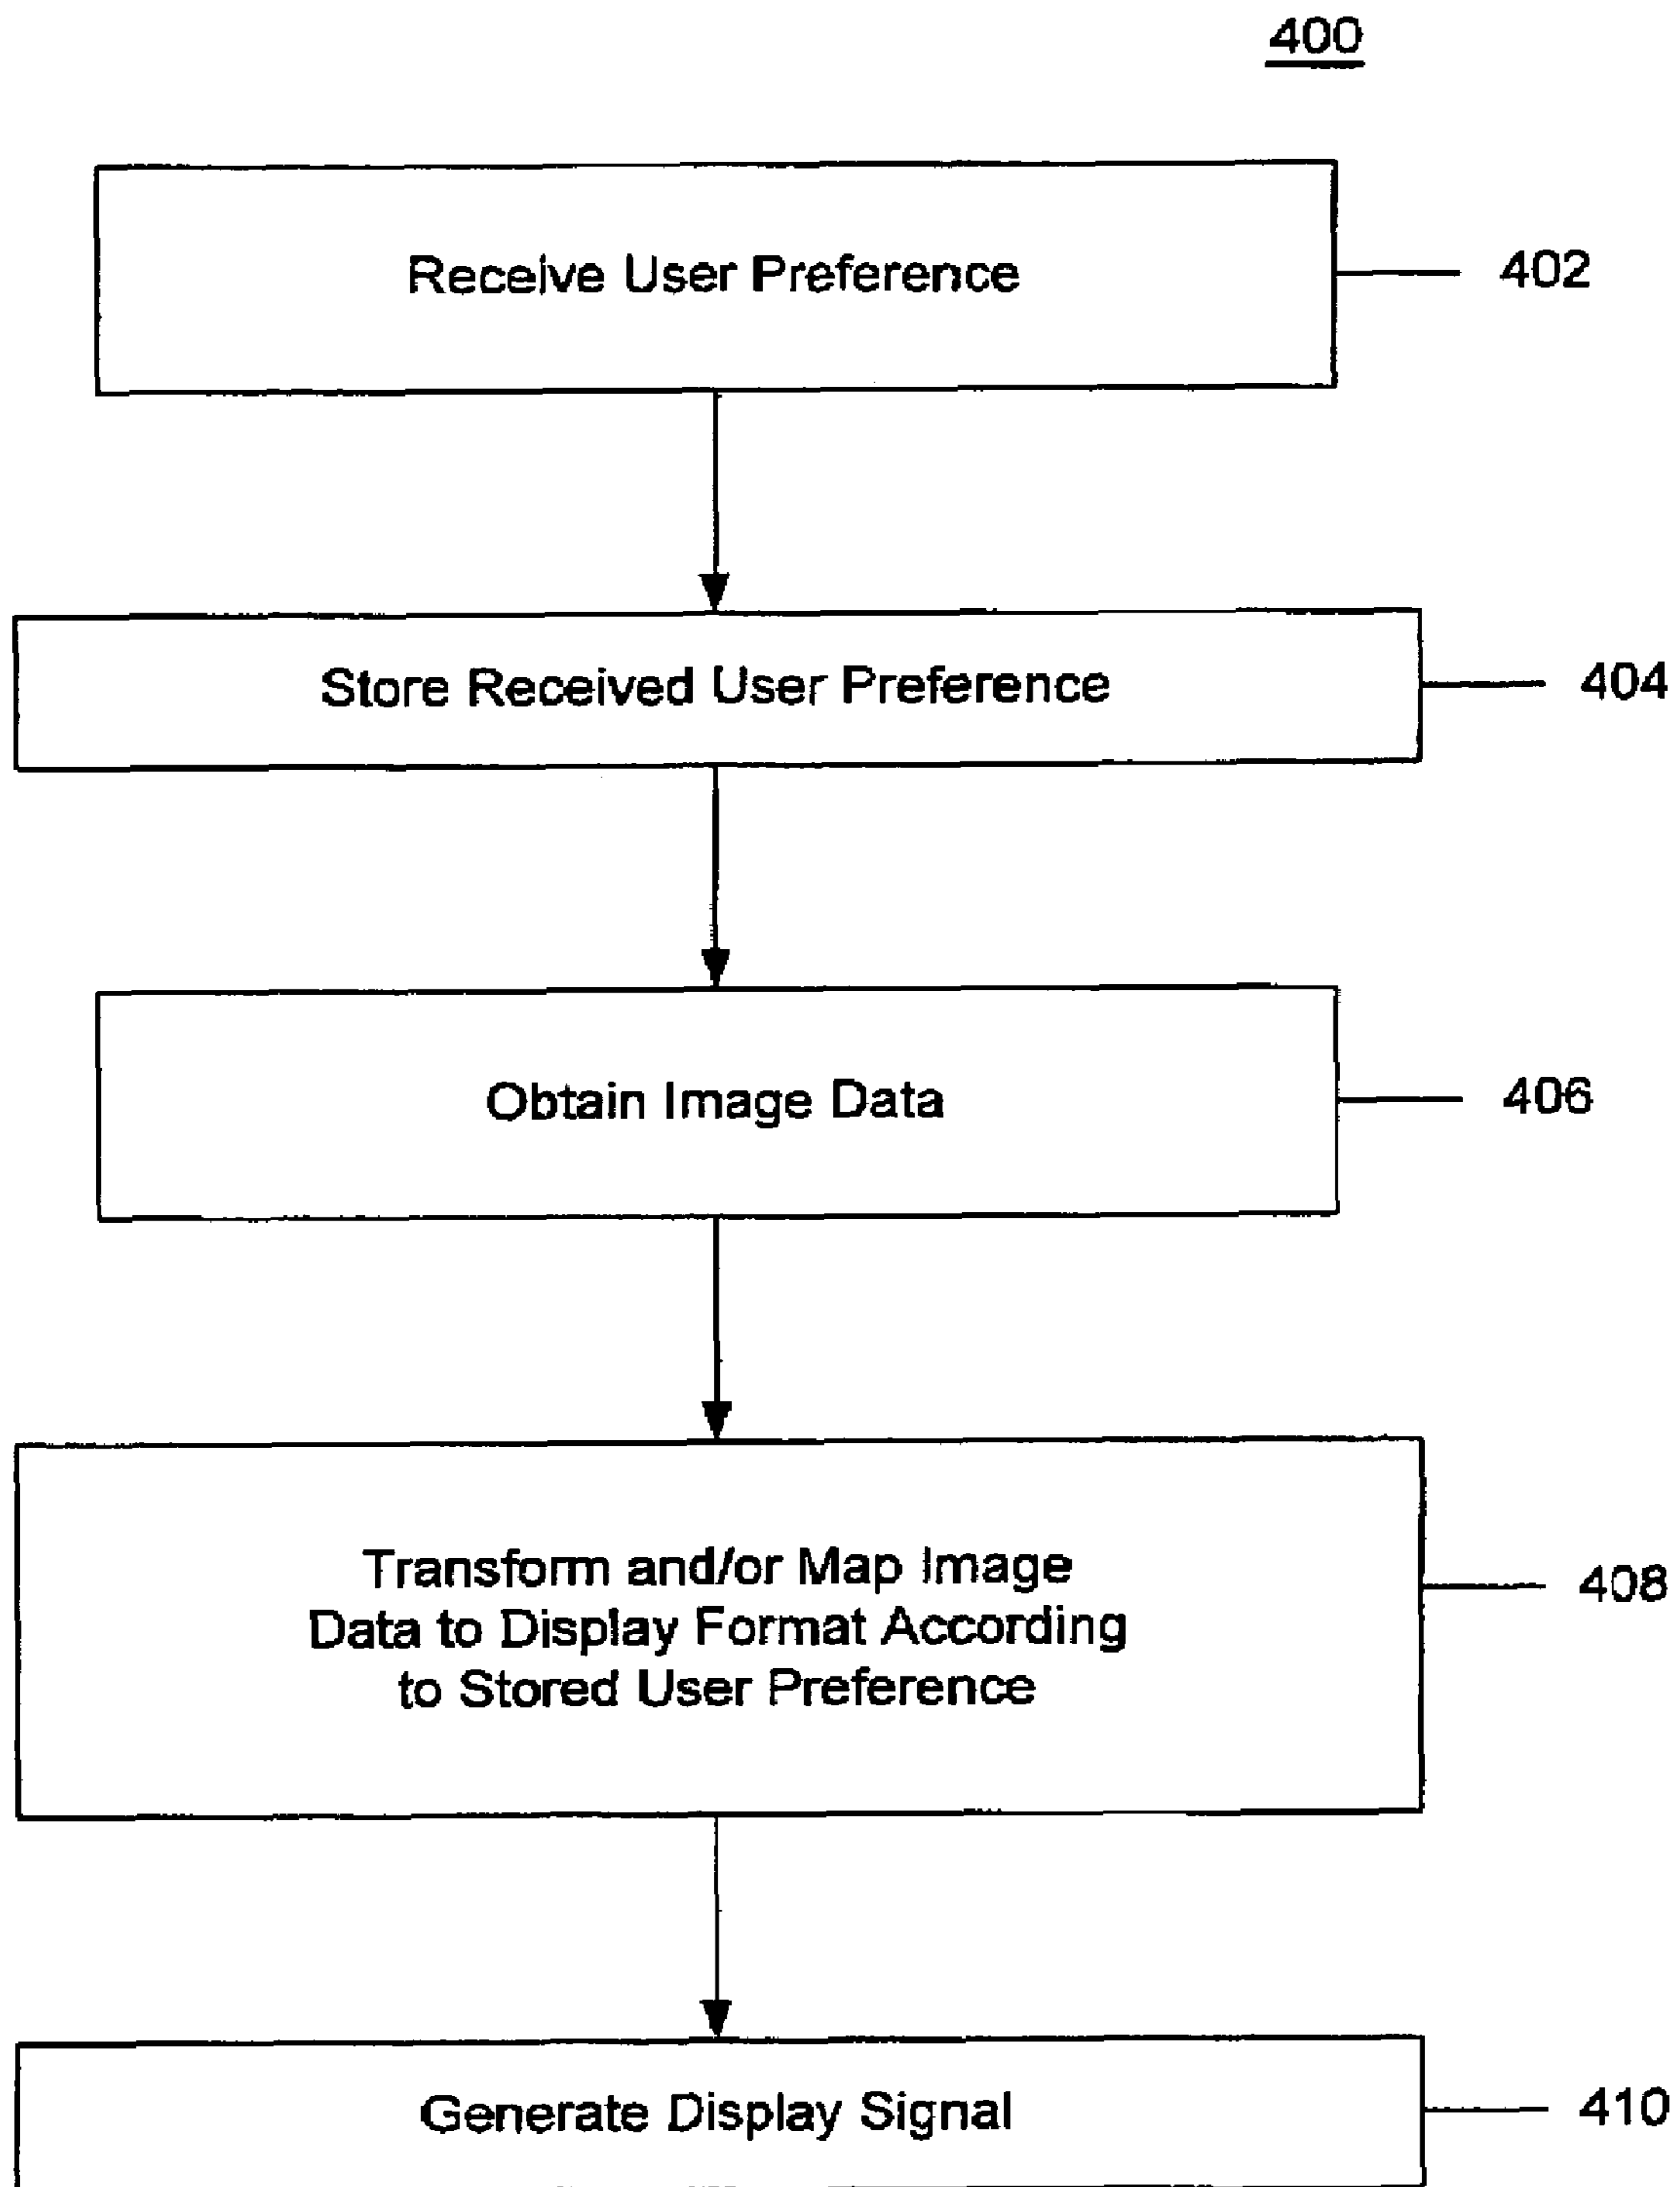 400
Receive User Preference
402
Store Received User Preference
404
Obtain Image Data
406
Transform and/or Map Image
Data to Display Format According
to Stored User Preference
408
Generate Display Signal
410